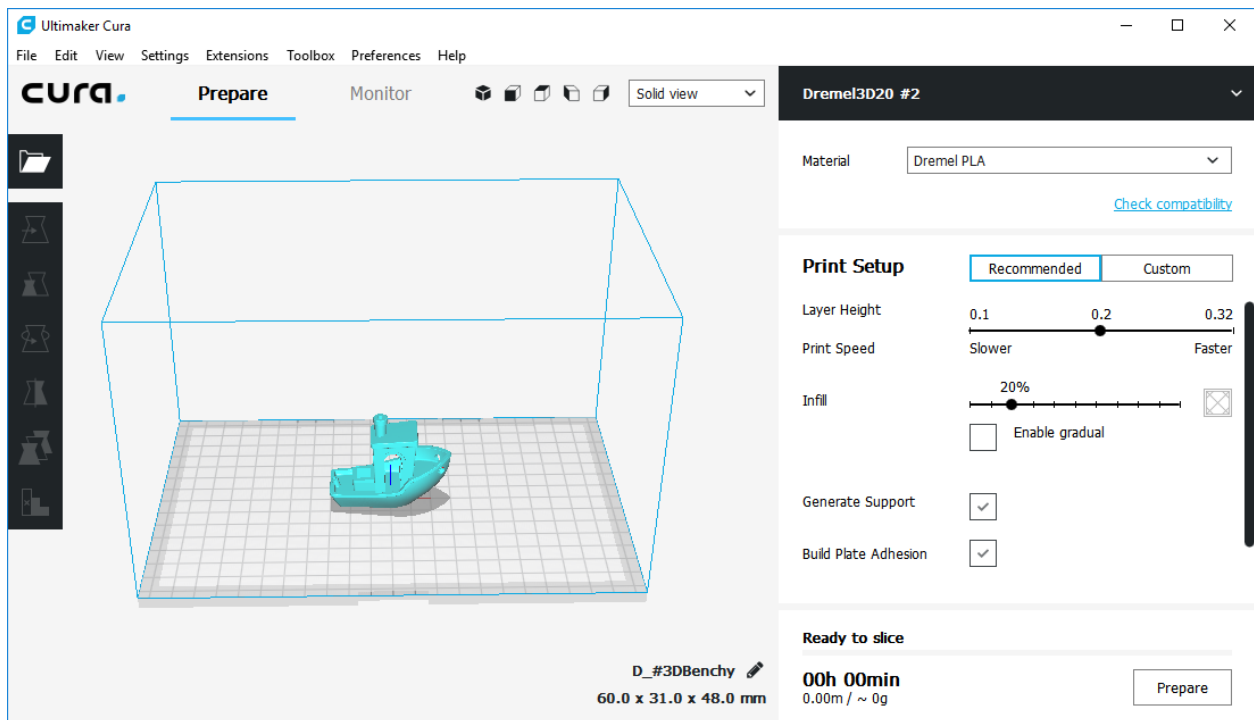 Ultimaker Cura
File Edit View Settings Extensions Toolbox Preferences Help
cura.
Prepare Monitor Solid view
Dremel3D20 #2
Material Dremel PLA
Check compatibility
Print Setup Recommended Custom
Layer Height 0.1 0.2 0.32
Print Speed Slower Faster
20%
Infill
Enable gradual
Generate Support
Build Plate Adhesion
Ready to slice
D_#3DBenchy
60.0 x 31.0 x 48.0 mm
00h 00min
0.00m / ~ 0g
Prepare